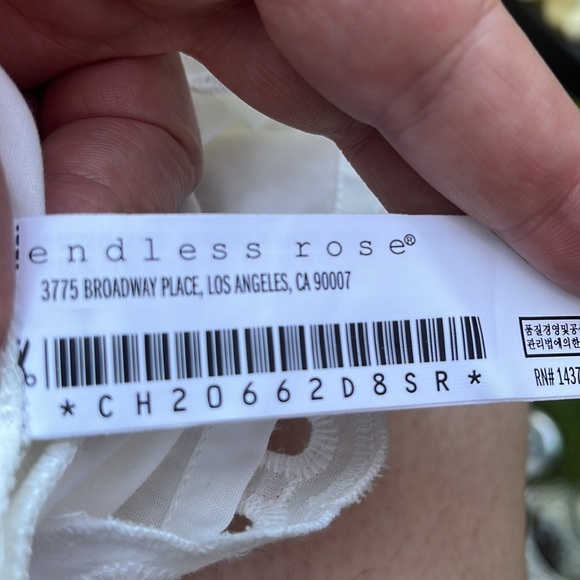 endless rose®
3775 BROADWAY PLACE, LOS ANGELES, CA 90007
*CH20662D8SR*
품질경영및공
관리법에의한
RN# 1437